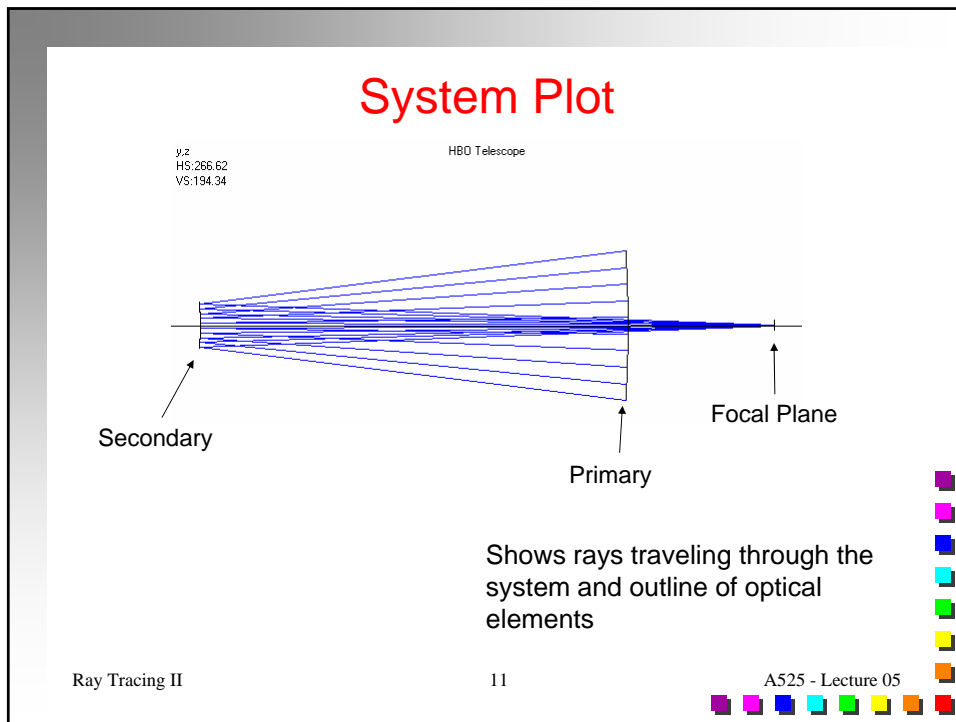 System Plot
y,z
HS:266.62
VS:194.34
HBO Telescope
Secondary
Primary
Focal Plane
Shows rays traveling through the
system and outline of optical
elements
Ray Tracing II
11
A525 - Lecture 05